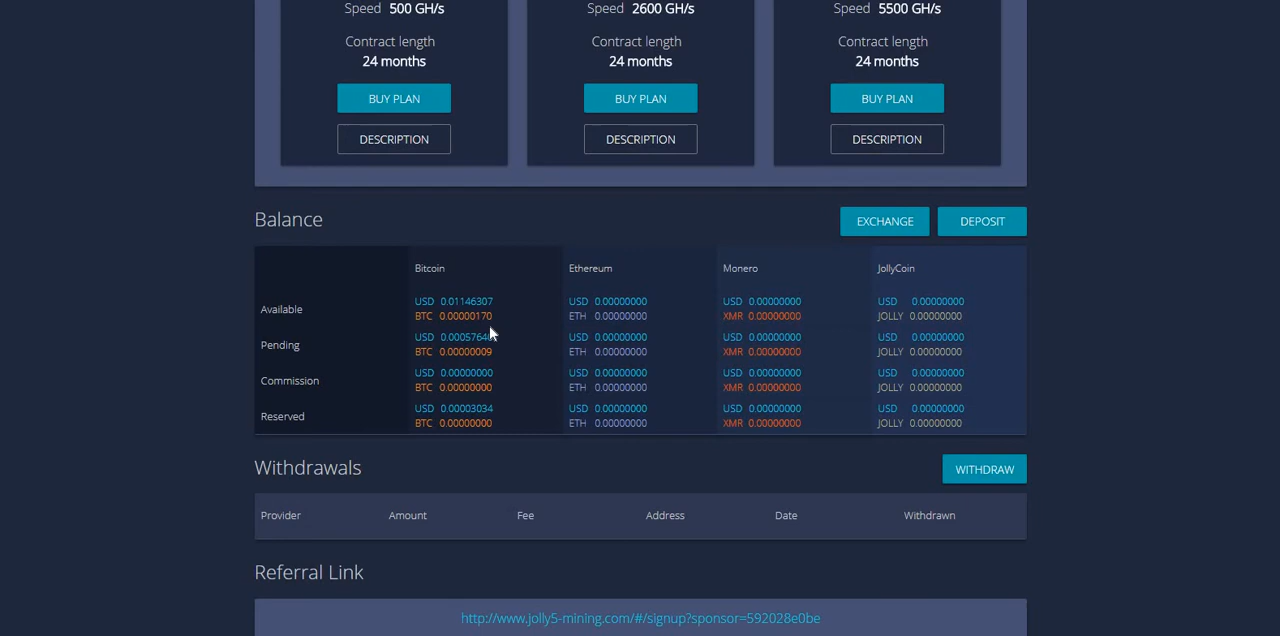 Speed 500 GH/s Speed 2600 GH/s Speed 5500 GH/s
Contract length Contract length Contract length
24 months 24 months 24 months
BUY PLAN BUY PLAN BUY PLAN
DESCRIPTION DESCRIPTION DESCRIPTION
Balance EXCHANGE DEPOSIT
Bitcoin Ethereum Monero JollyCoin
Available
USD 0.01146307 USD 0.00000000 USD 0.00000000 USD 0.00000000
BTC 0.00000170 ETH 0.00000000 XMR 0.00000000 JOLLY 0.00000000
Pending
USD USD 0.00000000 USD 0.00000000 USD 0.00000000
BTC 0.00000009 ETH 0.00000000 XMR 0.00000000 JOLLY 0.00000000
Commission
USD 0.00000000 USD 0.00000000 USD 0.00000000 USD 0.00000000
BTC 0.00000000 ETH 0.00000000 XMR 0.00000000 JOLLY 0.00000000
Reserved
USD 0.00003034 USD 0.00000000 USD 0.00000000 USD 0.00000000
BTC 0.00000000 ETH 0.00000000 XMR 0.00000000 JOLLY 0.00000000
Withdrawals WITHDRAW
Provider Amount Fee Address Date Withdrawn
Referral Link
http://www.jolly5-mining.com/#/signup?sponsor=592028e0be